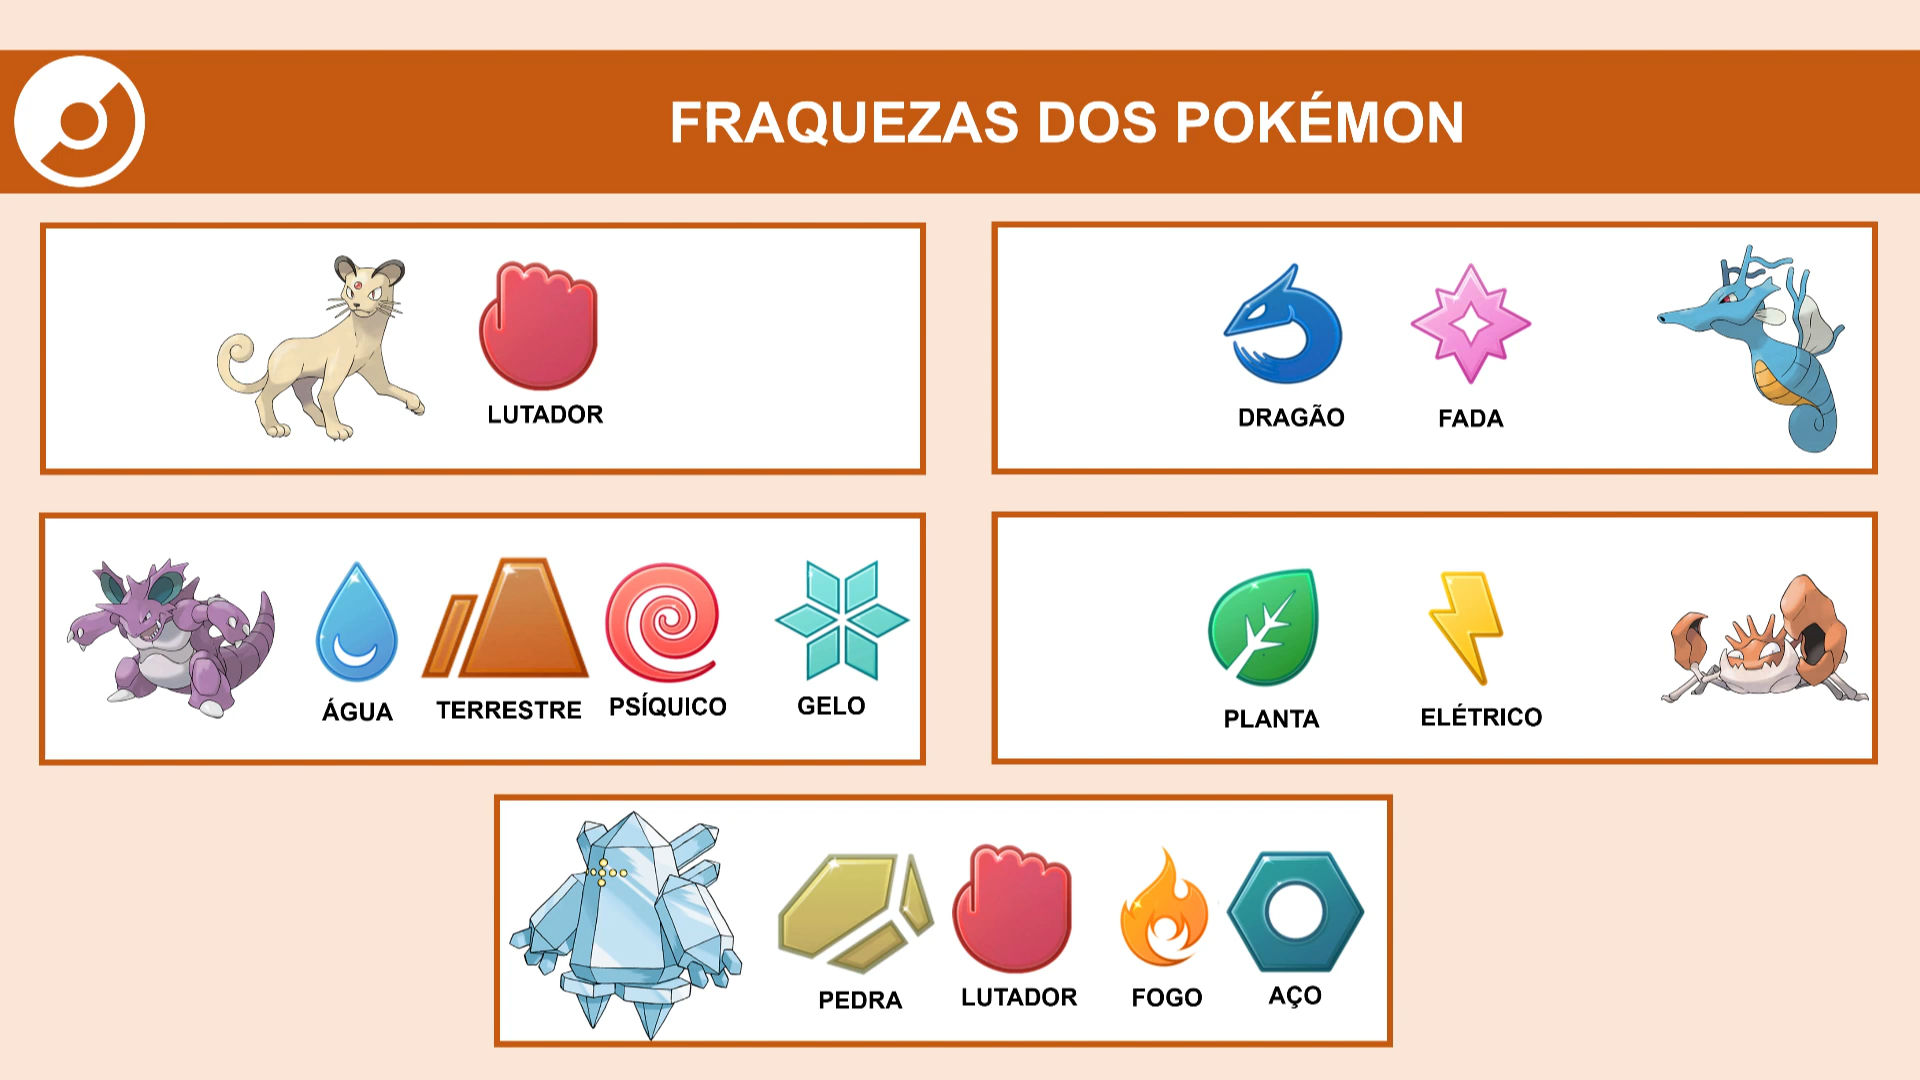 FRAQUEZAS DOS POKÉMON
LUTADOR
DRAGÃO
FADA
ÁGUA
TERRESTRE
PSÍQUICO
GELO
PLANTA
ELÉTRICO
PEDRA
LUTADOR
FOGO
AÇO